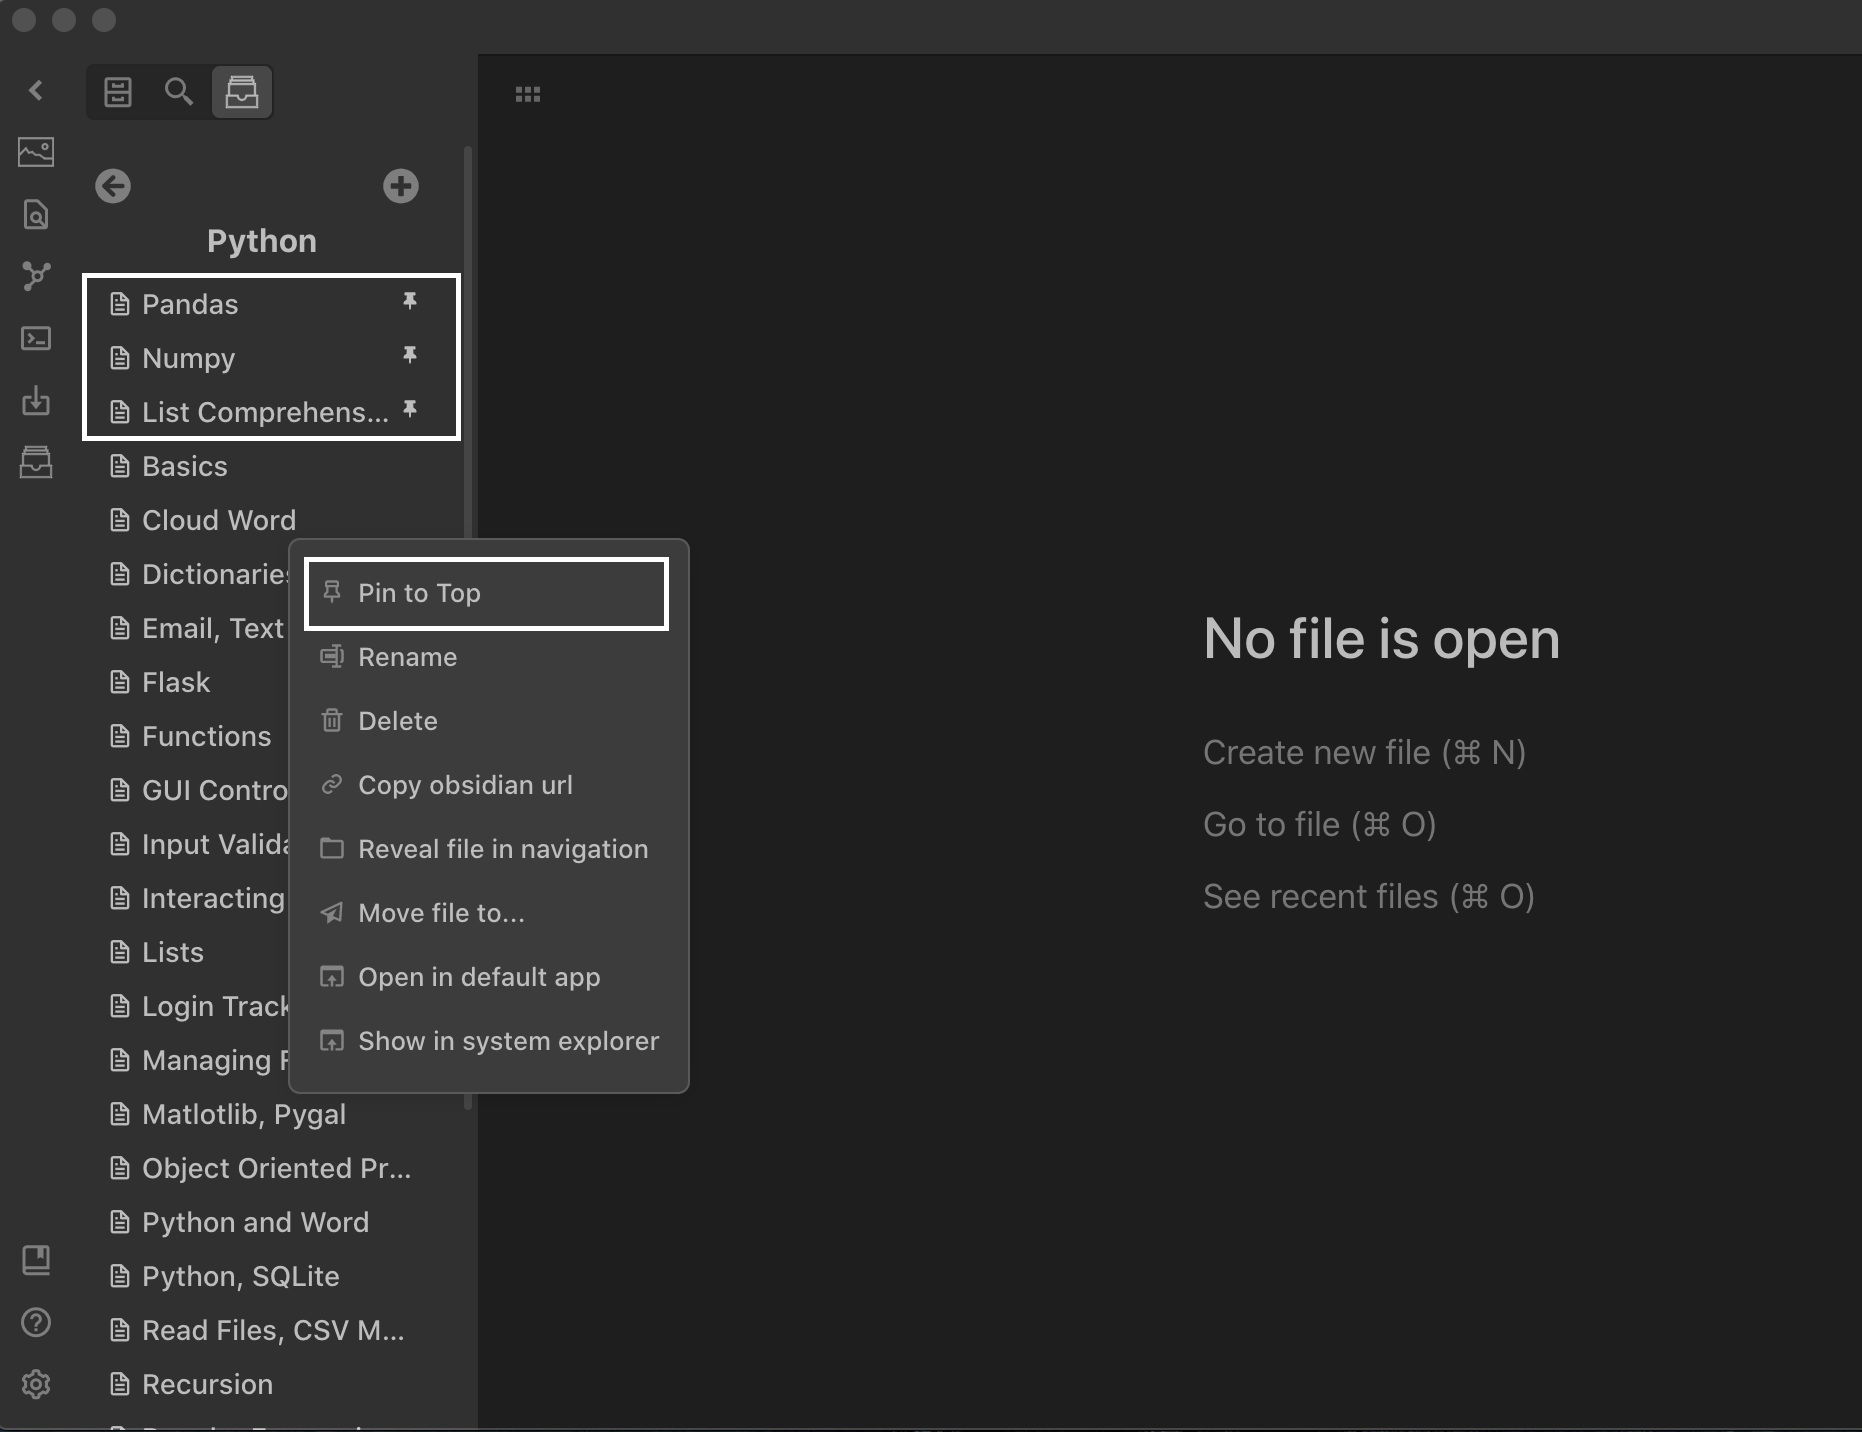 Python
Pandas
Numpy
List Comprehens...
Basics
Cloud Word
Dictionaries
Email, Text
Flask
Functions
GUI Contro
Input Valida
Interacting
Lists
Login Track
Managing F
Matlotlib, Pygal
Object Oriented Pr...
Python and Word
Python, SQLite
Read Files, CSV M...
Recursion
Pin to Top
Rename
Delete
Copy obsidian url
Reveal file in navigation
Move file to...
Open in default app
Show in system explorer
No file is open
Create new file (⌘ N)
Go to file (⌘ O)
See recent files (⌘ O)